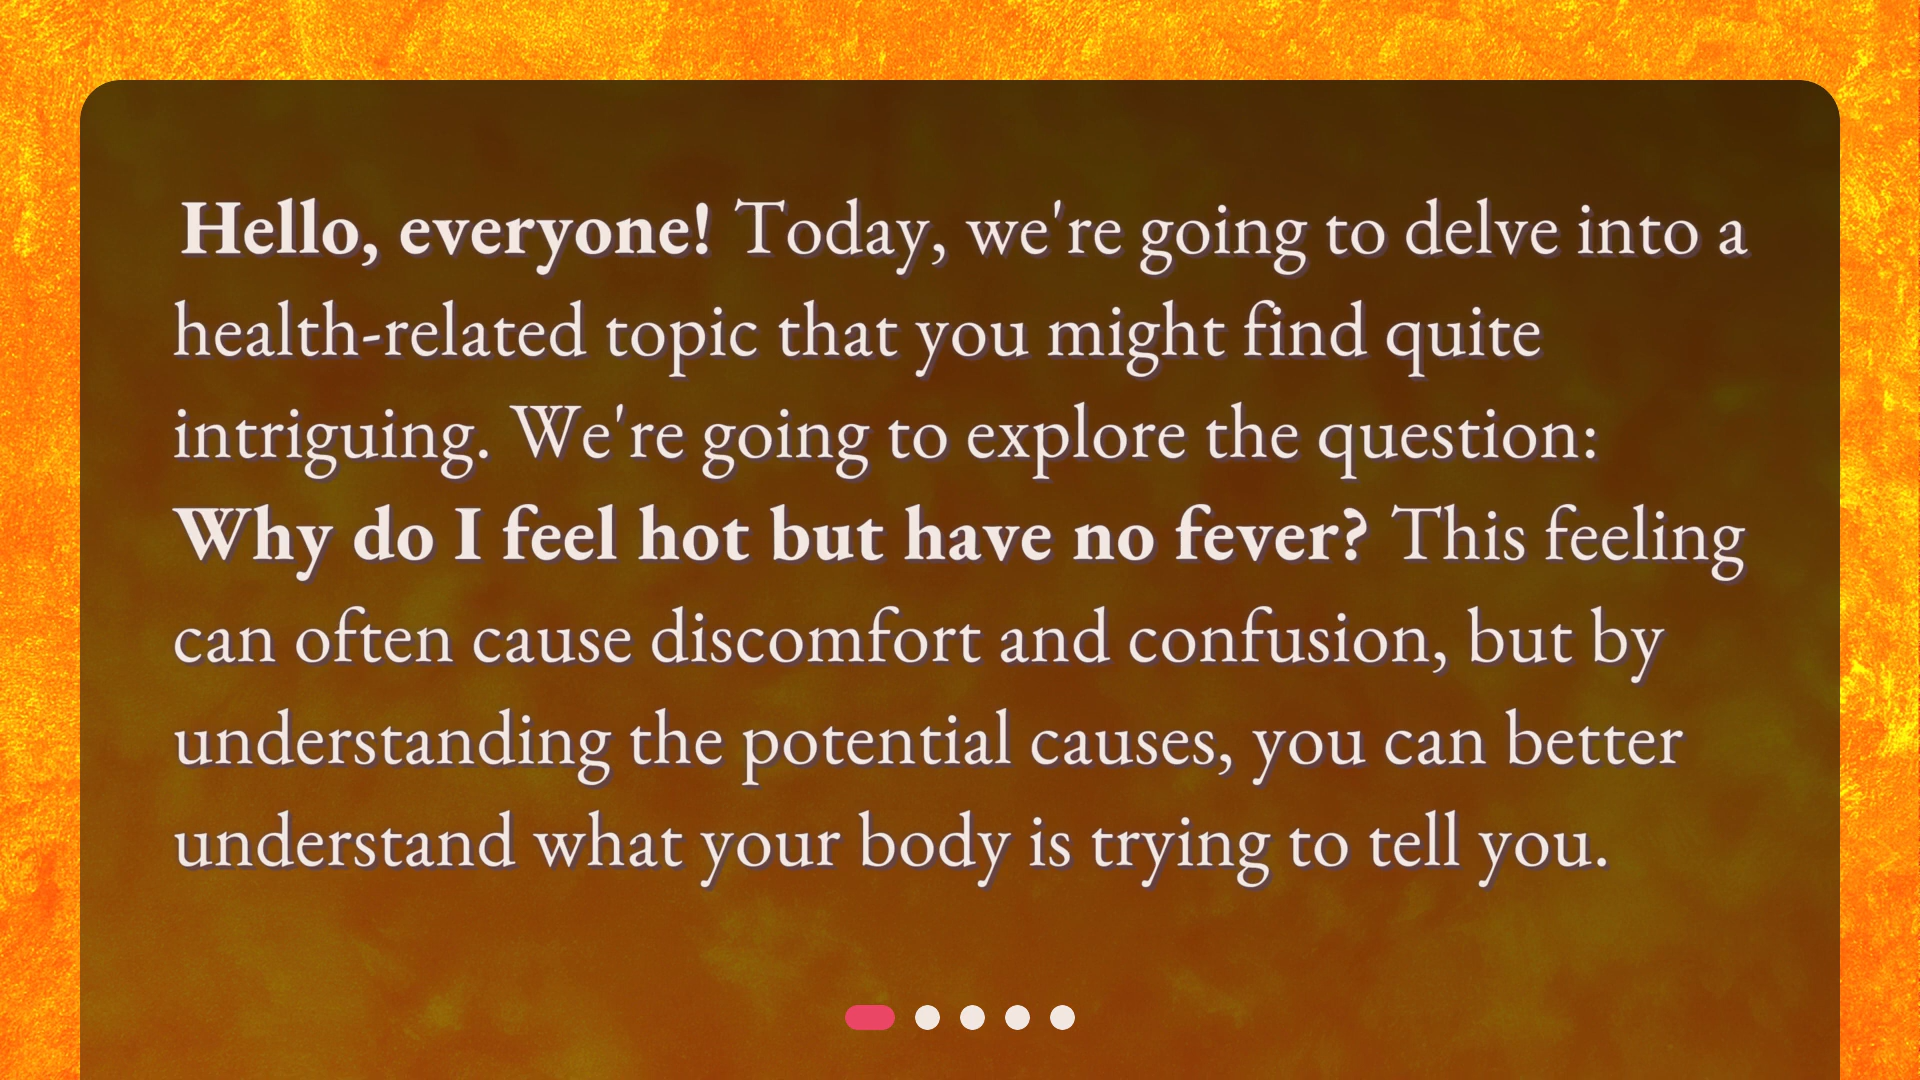 Hello, everyone! Today, we're going to delve into a
health-related topic that you might find quite
intriguing. We're going to explore the question:
Why do I feel hot but have no fever? This feeling
can often cause discomfort and confusion, but by
understanding the potential causes, you can better
understand what your body is trying to tell you.